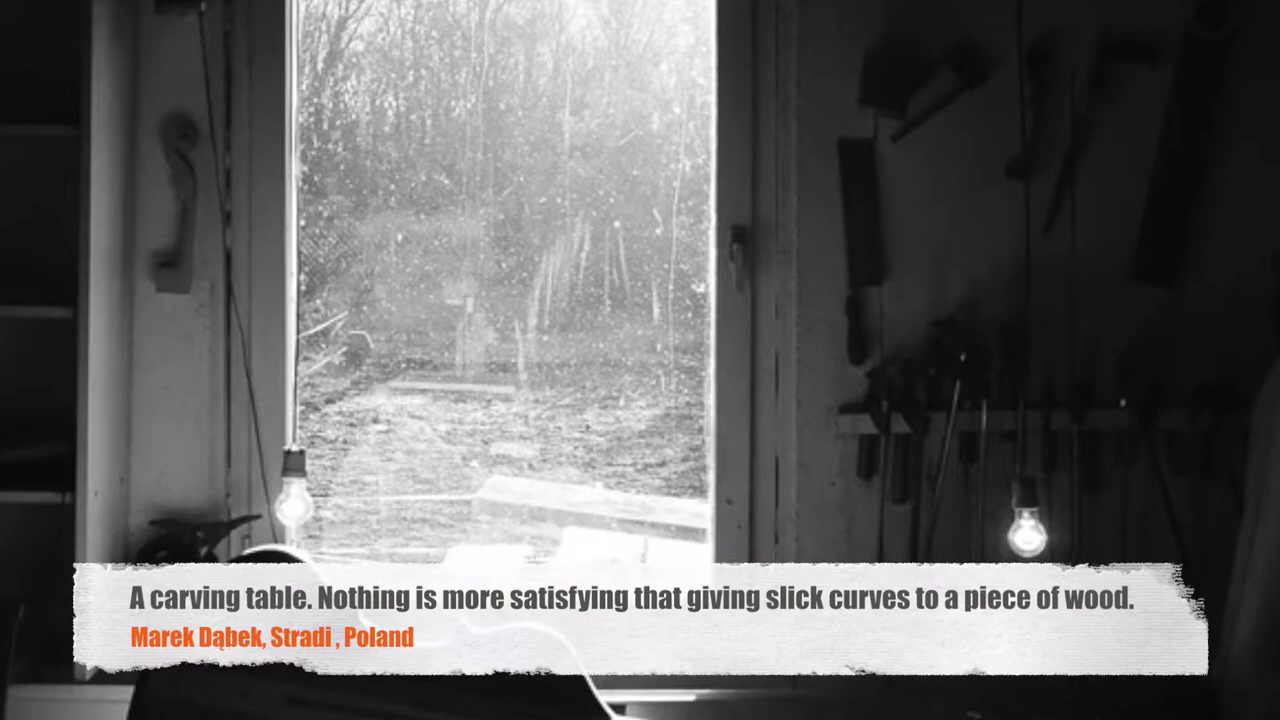 A carving table. Nothing is more satisfying that giving slick curves to a piece of wood.
Marek Dąbek, Stradi , Poland